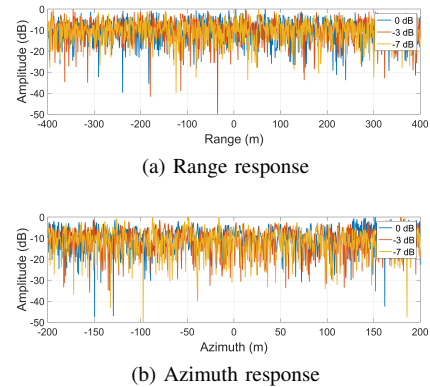 0
-10
-20
-30
-40
-50
Amplitude (dB)
0 dB
-3 dB
-7 dB
-400 -300 -200 -100 0 100 200 300 400
Range (m)
(a) Range response
0
-10
-20
-30
-40
-50
Amplitude (dB)
0 dB
-3 dB
-7 dB
-200 -150 -100 -50 0 50 100 150 200
Azimuth (m)
(b) Azimuth response